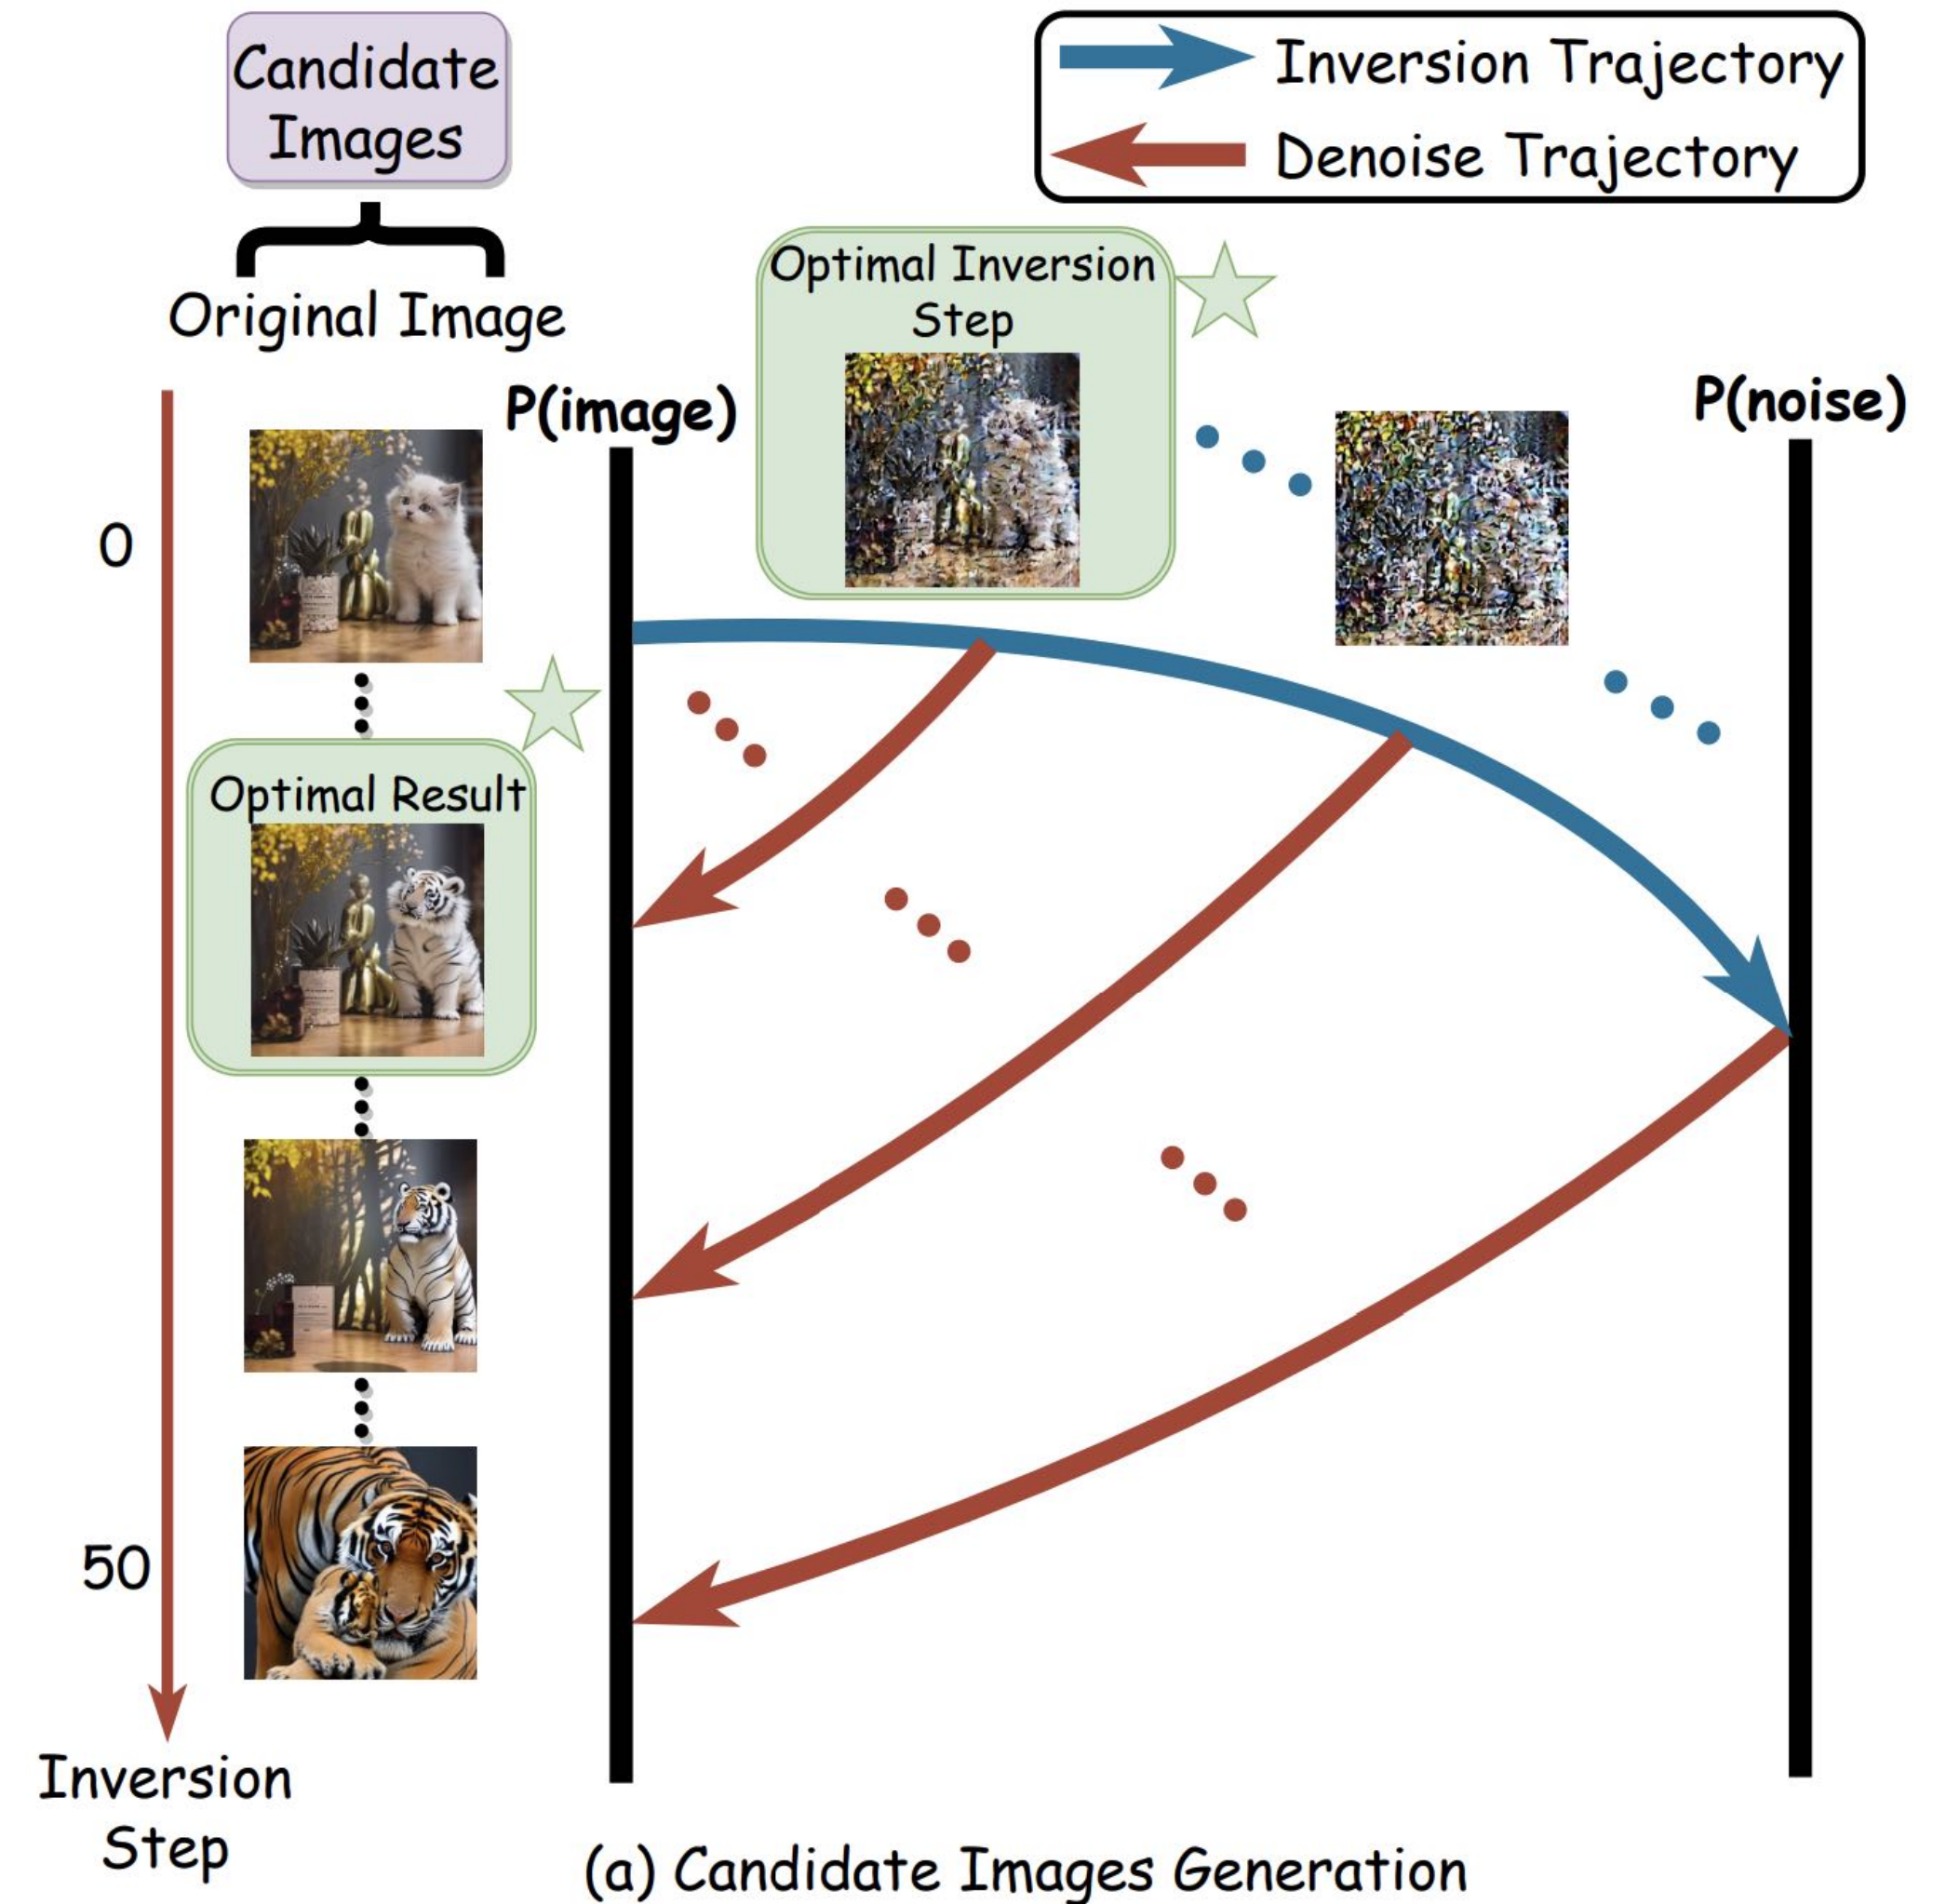 Candidate
Images
Inversion Trajectory
Denoise Trajectory
Original Image
Optimal Inversion
Step
P(image)
P(noise)
0
Optimal Result
50
Inversion
Step
(a) Candidate Images Generation